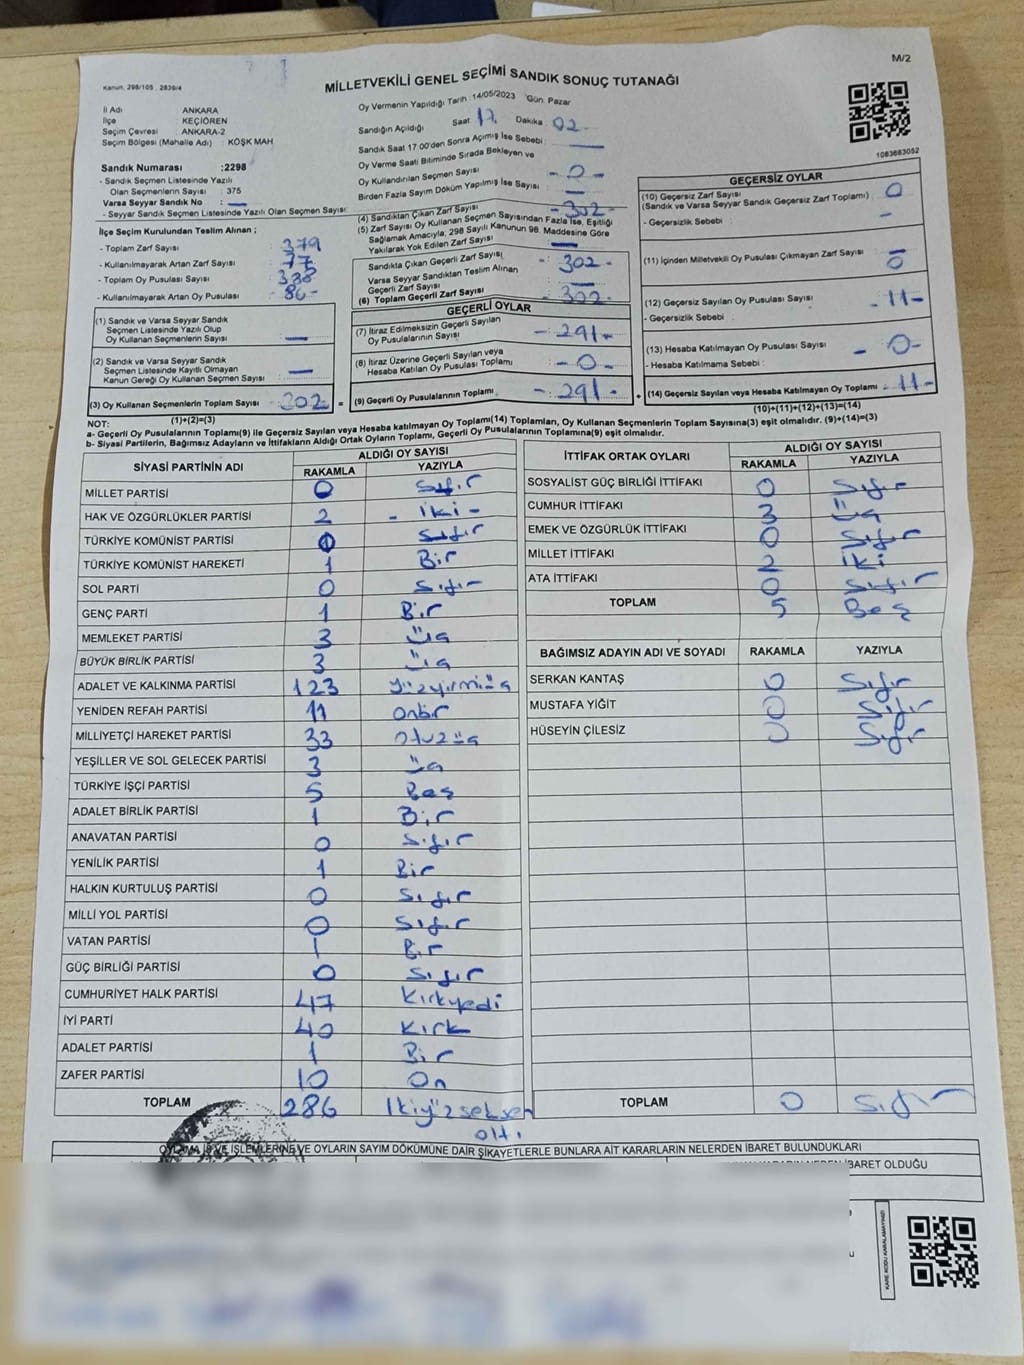 M/2
Kanun, 298/105 , 2839/4
MİLLETVEKİLİ GENEL SEÇİMİ SANDIK SONUÇ TUTANAĞI
İl Adı : ANKARA
İlçe : KEÇİÖREN
Seçim Çevresi : ANKARA-2
Seçim Bölgesi (Mahalle Adı) : KÖŞK MAH
Sandık Numarası :2298
- Sandık Seçmen Listesinde Yazılı
Olan Seçmenlerin Sayısı : 375
Varsa Seyyar Sandık No : —
- Seyyar Sandık Seçmen Listesinde Yazılı Olan Seçmen Sayısı:
İlçe Seçim Kurulundan Teslim Alınan ;
- Toplam Zarf Sayısı : 379
- Kullanılmayarak Artan Zarf Sayısı : 77
- Toplam Oy Pusulası Sayısı
- Kullanılmayarak Artan Oy Pusulası : 86-
Oy Vermenin Yapıldığı Tarih : 14/05/2023 Gün: Pazar
Sandığın Açıldığı Saat : 17 Dakika : 02
Sandık Saat 17:00'den Sonra Açımış İse Sebebi : —
Oy Verme Saati Bitiminde Sırada Bekleyen ve
Oy Kullandırılan Seçmen Sayısı - 0 -
Birden Fazla Sayım Döküm Yapılmış İse Sayısı : —
(4) Sandıktan Çıkan Zarf Sayısı - 302 -
(5) Zarf Sayısı Oy Kullanan Seçmen Sayısından Fazla İse, Eşitliği
Sağlamak Amacıyla, 298 Sayılı Kanunun 98. Maddesine Göre
Yakılarak Yok Edilen Zarf Sayısı : —
Sandıkta Çıkan Geçerli Zarf Sayısı - 302 -
Varsa Seyyar Sandıktan Teslim Alınan
Geçerli Zarf Sayısı : —
(6) Toplam Geçerli Zarf Sayısı - 302 -
1083683052
GEÇERSİZ OYLAR
(10) Geçersiz Zarf Sayısı
(Sandık ve Varsa Seyyar Sandık Geçersiz Zarf Toplamı) : 0
- Geçersizlik Sebebi : -
(11) İçinden Milletvekili Oy Pusulası Çıkmayan Zarf Sayısı : 0
(12) Geçersiz Sayılan Oy Pusulası Sayısı - 11 -
- Geçersizlik Sebebi :
(13) Hesaba Katılmayan Oy Pusulası Sayısı - 0 -
- Hesaba Katılmama Sebebi :
(14) Geçersiz Sayılan veya Hesaba Katılmayan Oy Toplamı - 11 -
(10)+(11)+(12)+(13)=(14)
(1) Sandık ve Varsa Seyyar Sandık
Seçmen Listesinde Yazılı Olup
Oy Kullanan Seçmenlerin Sayısı : —
(2) Sandık ve Varsa Seyyar Sandık
Seçmen Listesinde Kayıtlı Olmayan
Kanun Gereği Oy Kullanan Seçmen Sayısı : —
(3) Oy Kullanan Seçmenlerin Toplam Sayısı - 302 - =
(1)+(2)=(3)
GEÇERLİ OYLAR
(7) İtiraz Edilmeksizin Geçerli Sayılan
Oy Pusulalarının Sayısı - 291 -
(8) İtiraz Üzerine Geçerli Sayılan veya
Hesaba Katılan Oy Pusulası Toplamı - 0 -
(9) Geçerli Oy Pusulalarının Toplamı - 291 - +
NOT:
a- Geçerli Oy Pusulalarının Toplamı(9) ile Geçersiz Sayılan veya Hesaba Katılmayan Oy Toplamı(14) Toplamları, Oy Kullanan Seçmenlerin Toplam Sayısına(3) eşit olmalıdır. (9)+(14)=(3)
b- Siyasi Partilerin, Bağımsız Adayların ve İttifakların Aldığı Ortak Oyların Toplamı, Geçerli Oy Pusulalarının Toplamına(9) eşit olmalıdır.
SİYASİ PARTİNİN ADI ALDIĞI OY SAYISI
RAKAMLA YAZIYLA
MİLLET PARTİSİ 0 Sıfır
HAK VE ÖZGÜRLÜKLER PARTİSİ 2 - İki -
TÜRKİYE KOMÜNİST PARTİSİ 0 Sıfır
TÜRKİYE KOMÜNİST HAREKETİ 1 Bir
SOL PARTİ 0 Sıfır
GENÇ PARTİ 1 Bir
MEMLEKET PARTİSİ 3 Üç
BÜYÜK BİRLİK PARTİSİ 3 Üç
ADALET VE KALKINMA PARTİSİ 123 Yüzyirmiüç
YENİDEN REFAH PARTİSİ 11 Onbir
MİLLİYETÇİ HAREKET PARTİSİ 33 Otuzüç
YEŞİLLER VE SOL GELECEK PARTİSİ 3 Üç
TÜRKİYE İŞÇİ PARTİSİ 5 Beş
ADALET BİRLİK PARTİSİ 1 Bir
ANAVATAN PARTİSİ 0 Sıfır
YENİLİK PARTİSİ 1 Bir
HALKIN KURTULUŞ PARTİSİ 0 Sıfır
MİLLİ YOL PARTİSİ 0 Sıfır
VATAN PARTİSİ 1 Bir
GÜÇ BİRLİĞİ PARTİSİ 0 Sıfır
CUMHURİYET HALK PARTİSİ 47 Kırkyedi
İYİ PARTİ 40 Kırk
ADALET PARTİSİ 1 Bir
ZAFER PARTİSİ 10 On
TOPLAM 286 İkiyüzseksen
altı
İTTİFAK ORTAK OYLARI ALDIĞI OY SAYISI
RAKAMLA YAZIYLA
SOSYALİST GÜÇ BİRLİĞİ İTTİFAKI 0 Sıfır
CUMHUR İTTİFAKI 3 Üç
EMEK VE ÖZGÜRLÜK İTTİFAKI 0 Sıfır
MİLLET İTTİFAKI 2 İki
ATA İTTİFAKI 0 Sıfır
TOPLAM 5 Beş
BAĞIMSIZ ADAYIN ADI VE SOYADI RAKAMLA YAZIYLA
SERKAN KANTAŞ 0 Sıfır
MUSTAFA YİĞİT 0 Sıfır
HÜSEYİN ÇİLESİZ 0 Sıfır
TOPLAM 0 Sıfır
OYLAMA İŞ VE İŞLEMLERİNE VE OYLARIN SAYIM DÖKÜMÜNE DAİR ŞİKAYETLERLE BUNLARA AİT KARARLARIN NELERDEN İBARET BULUNDUKLARI
İBARET OLDUĞU
KARE KODU KARALAMAYINIZ!